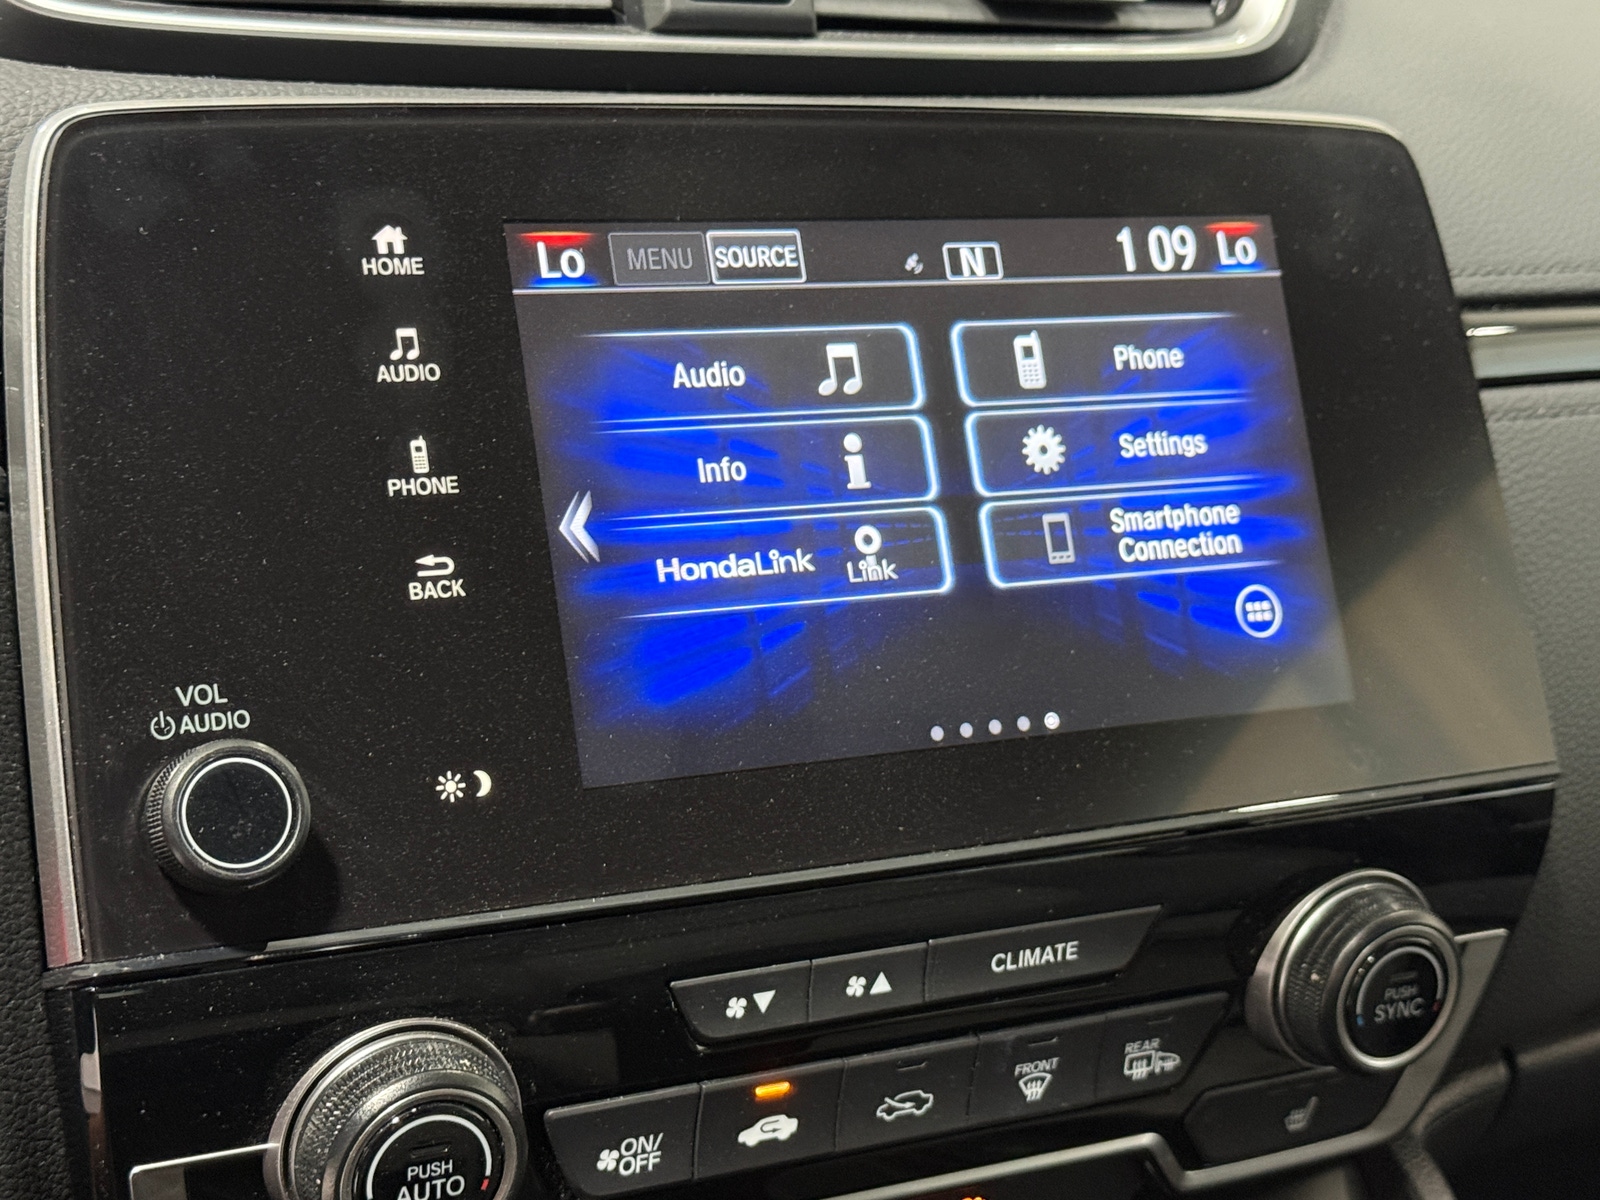 Lo MENU SOURCE N 1 09 Lo
HOME
AUDIO
PHONE
BACK
Audio
Phone
Info
Settings
HondaLink
Link
Smartphone
Connection
VOL
AUDIO
CLIMATE
PUSH
SYNC
FRONT
REAR
ON/
OFF
PUSH
AUTO